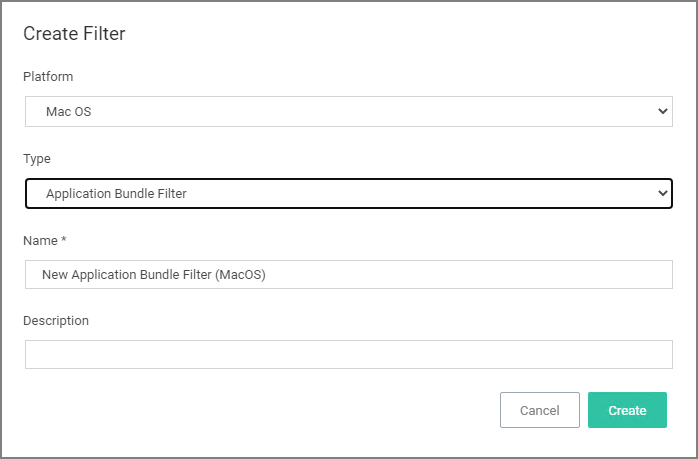 Create Filter
Platform
Mac OS
Type
Application Bundle Filter
Name *
New Application Bundle Filter (MacOS)
Description
Cancel
Create